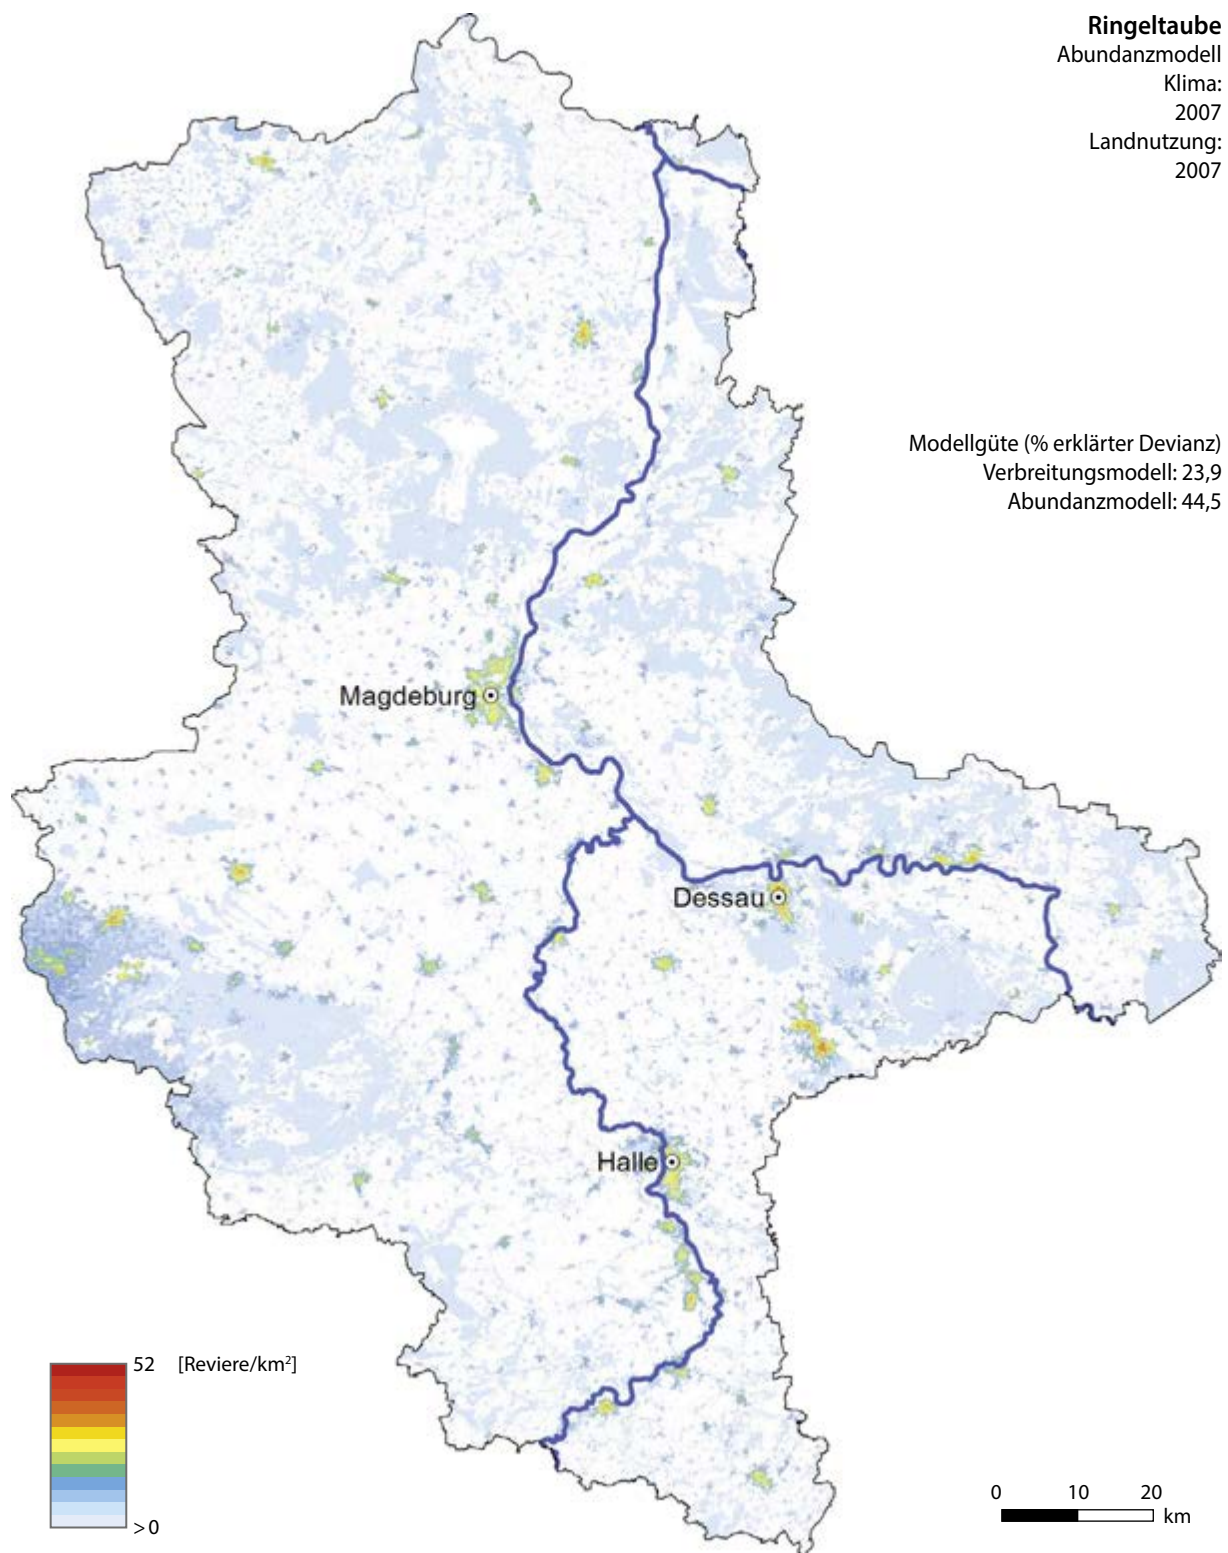 Ringeltaube
Abundanzmodell
Klima:
2007
Landnutzung:
2007
Modellgüte (% erklärter Devianz)
Verbreitungsmodell: 23,9
Abundanzmodell: 44,5
Magdeburg
Dessau
Halle
52 [Reviere/km²]
>0
0 10 20
km